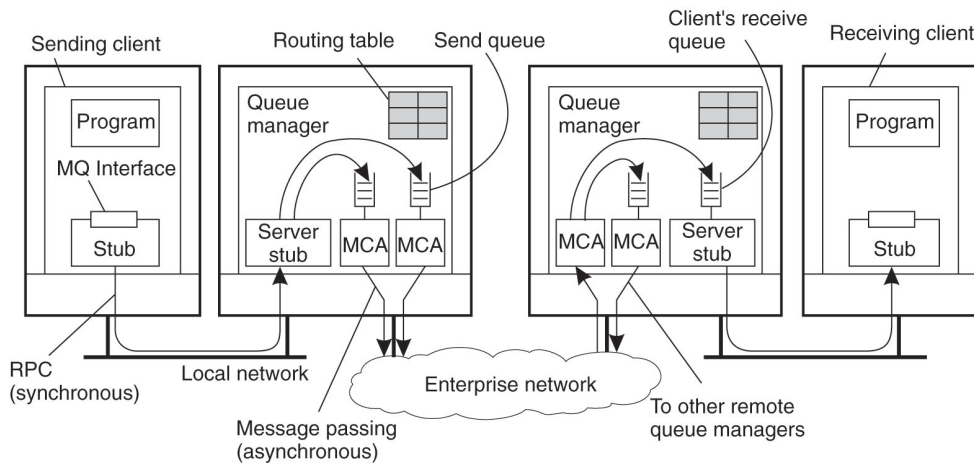 Sending client
Routing table
Send queue
Client's receive
queue
Receiving client
Program
MQ Interface
Stub
Queue
manager
Server
stub
MCA
MCA
Queue
manager
MCA
MCA
Server
stub
Program
Stub
RPC
(synchronous)
Local network
Message passing
(asynchronous)
Enterprise network
To other remote
queue managers